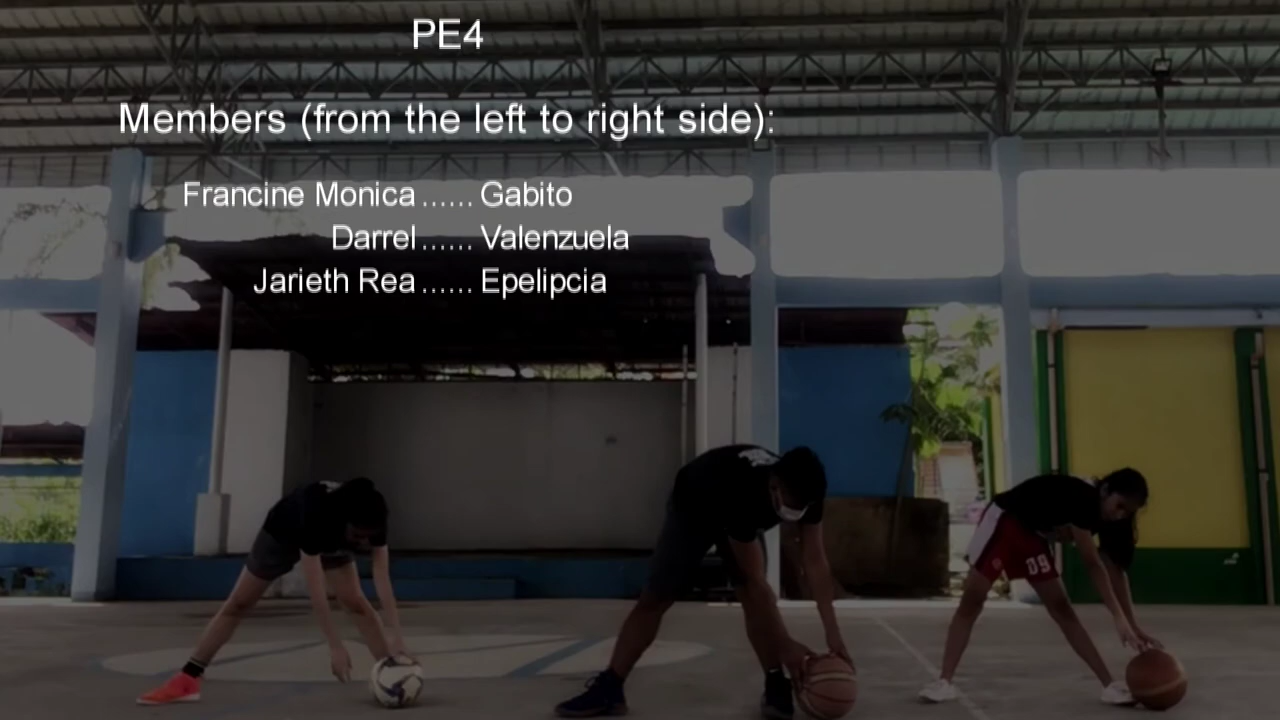 PE4
Members (from the left to right side):
Francine Monica ...... Gabito
Darrel ...... Valenzuela
Jarieth Rea ...... Epelipcia
09